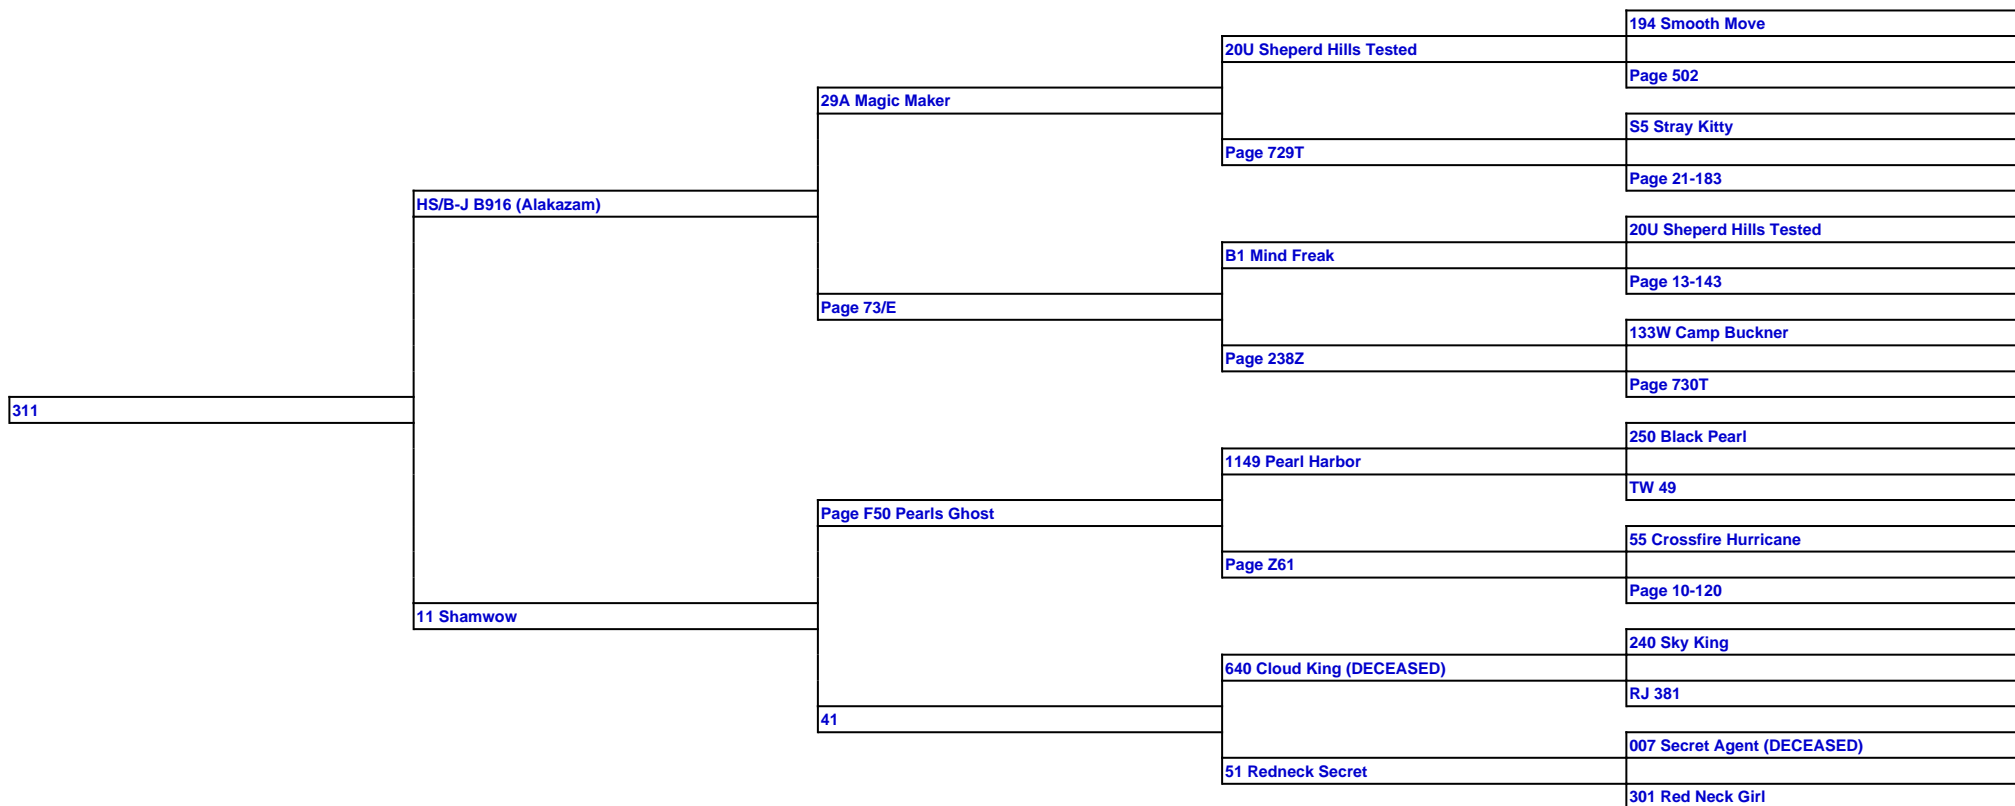 194 Smooth Move
20U Sheperd Hills Tested
Page 502
29A Magic Maker
S5 Stray Kitty
Page 729T
Page 21-183
HS/B-J B916 (Alakazam)
20U Sheperd Hills Tested
B1 Mind Freak
Page 13-143
Page 73/E
133W Camp Buckner
Page 238Z
Page 730T
311
250 Black Pearl
1149 Pearl Harbor
TW 49
Page F50 Pearls Ghost
55 Crossfire Hurricane
Page Z61
Page 10-120
11 Shamwow
240 Sky King
640 Cloud King (DECEASED)
RJ 381
41
007 Secret Agent (DECEASED)
51 Redneck Secret
301 Red Neck Girl